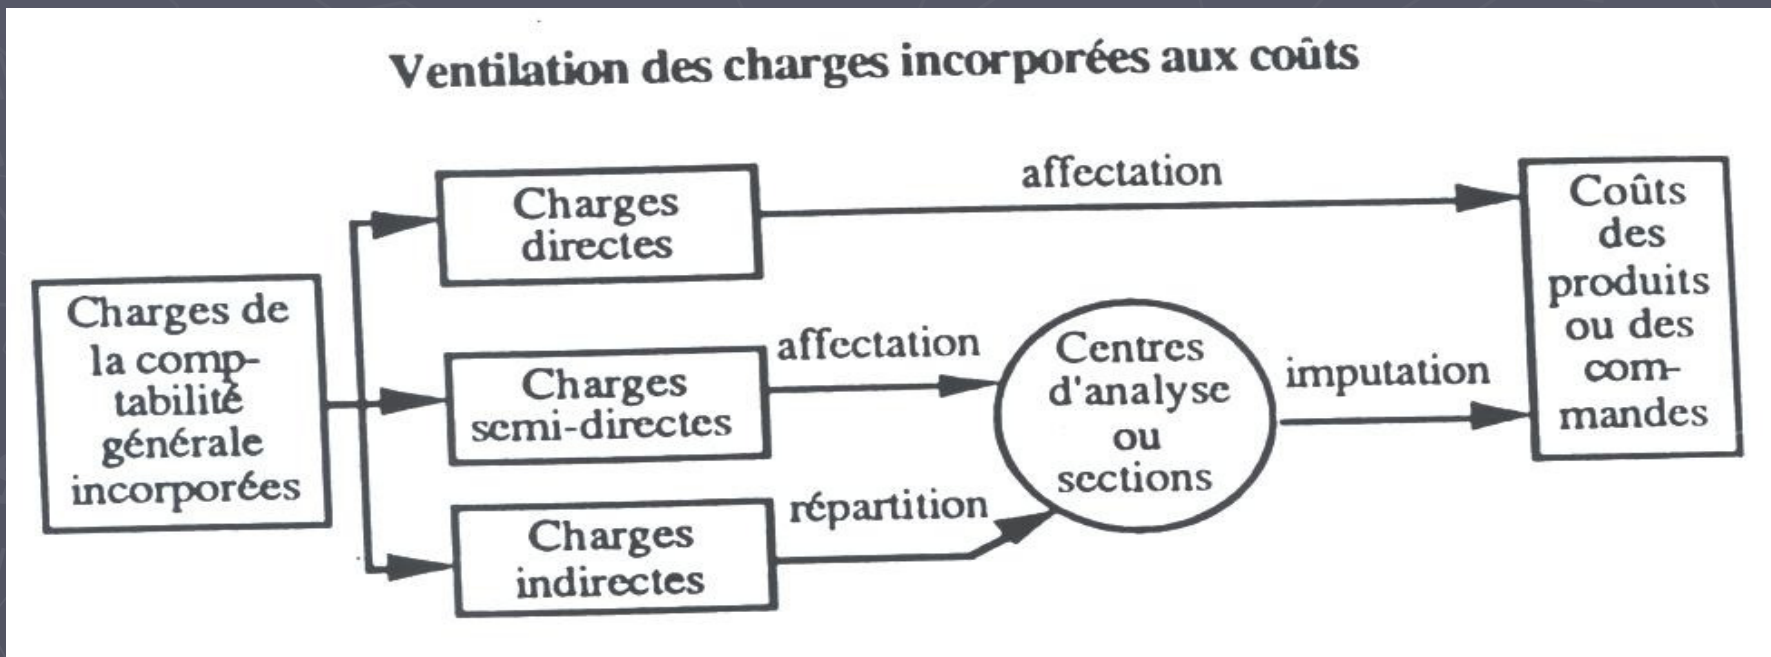 Ventilation des charges incorporées aux coûts
Charges de
la comp-
tabilité
générale
incorporées
Charges
directes
affectation
Charges
semi-directes
affectation
Charges
indirectes
répartition
Centres
d'analyse
ou
sections
imputation
Coûts
des
produits
ou des
com-
mandes